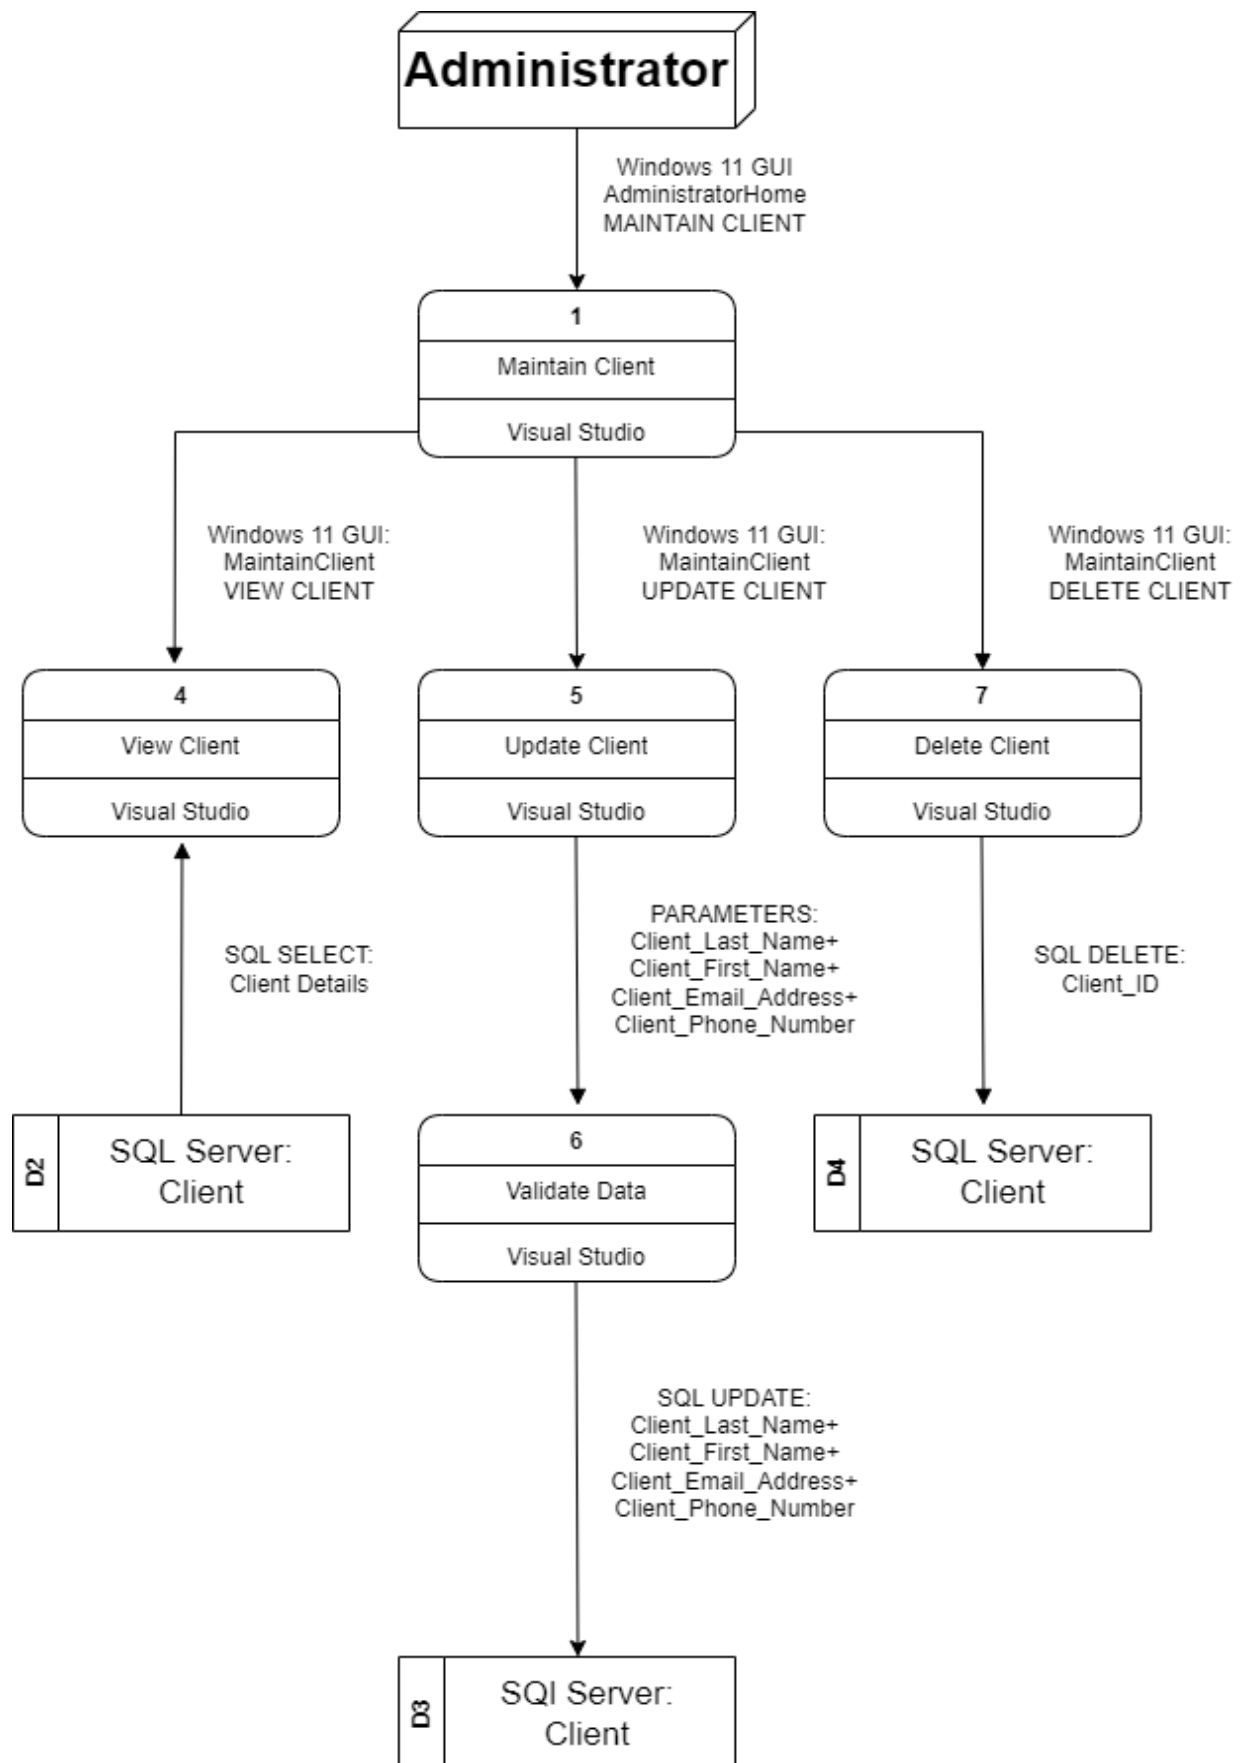 Administrator
Windows 11 GUI
AdministratorHome
MAINTAIN CLIENT
1
Maintain Client
Visual Studio
Windows 11 GUI:
MaintainClient
VIEW CLIENT
Windows 11 GUI:
MaintainClient
UPDATE CLIENT
Windows 11 GUI:
MaintainClient
DELETE CLIENT
4
View Client
Visual Studio
5
Update Client
Visual Studio
7
Delete Client
Visual Studio
SQL SELECT:
Client Details
PARAMETERS:
Client_Last_Name+
Client_First_Name+
Client_Email_Address+
Client_Phone_Number
SQL DELETE:
Client_ID
D2
SQL Server:
Client
6
Validate Data
Visual Studio
D4
SQL Server:
Client
SQL UPDATE:
Client_Last_Name+
Client_First_Name+
Client_Email_Address+
Client_Phone_Number
D3
SQl Server:
Client